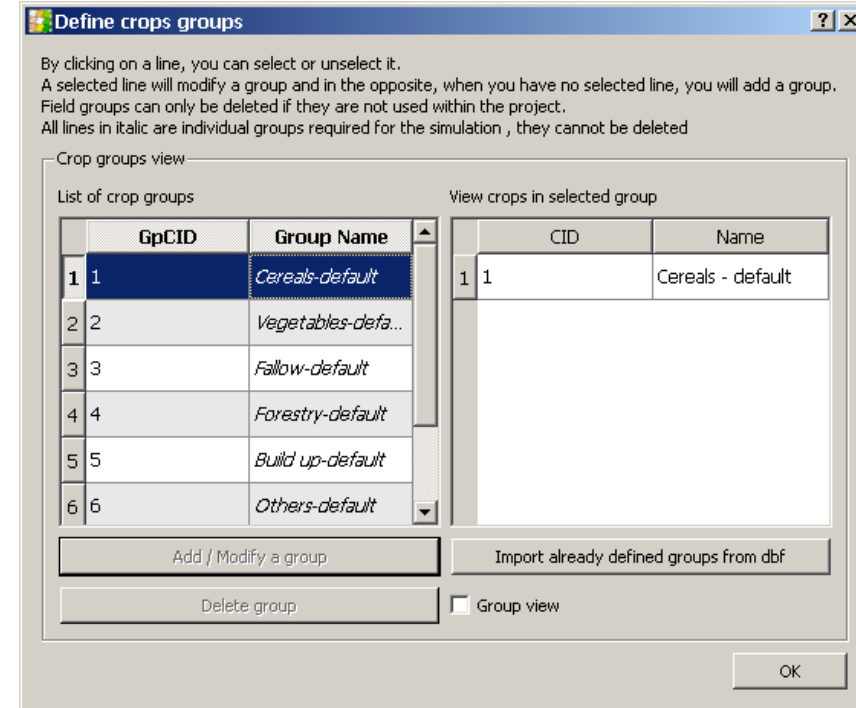 Define crops groups
By clicking on a line, you can select or unselect it.
A selected line will modify a group and in the opposite, when you have no selected line, you will add a group.
Field groups can only be deleted if they are not used within the project.
All lines in italic are individual groups required for the simulation , they cannot be deleted
Crop groups view
List of crop groups
GpCID Group Name
1 1 Cereals-default
2 2 Vegetables-defa...
3 3 Fallow-default
4 4 Forestry-default
5 5 Build up-default
6 6 Others-default
Add / Modify a group
Delete group
View crops in selected group
CID Name
1 1 Cereals - default
Import already defined groups from dbf
Group view
OK